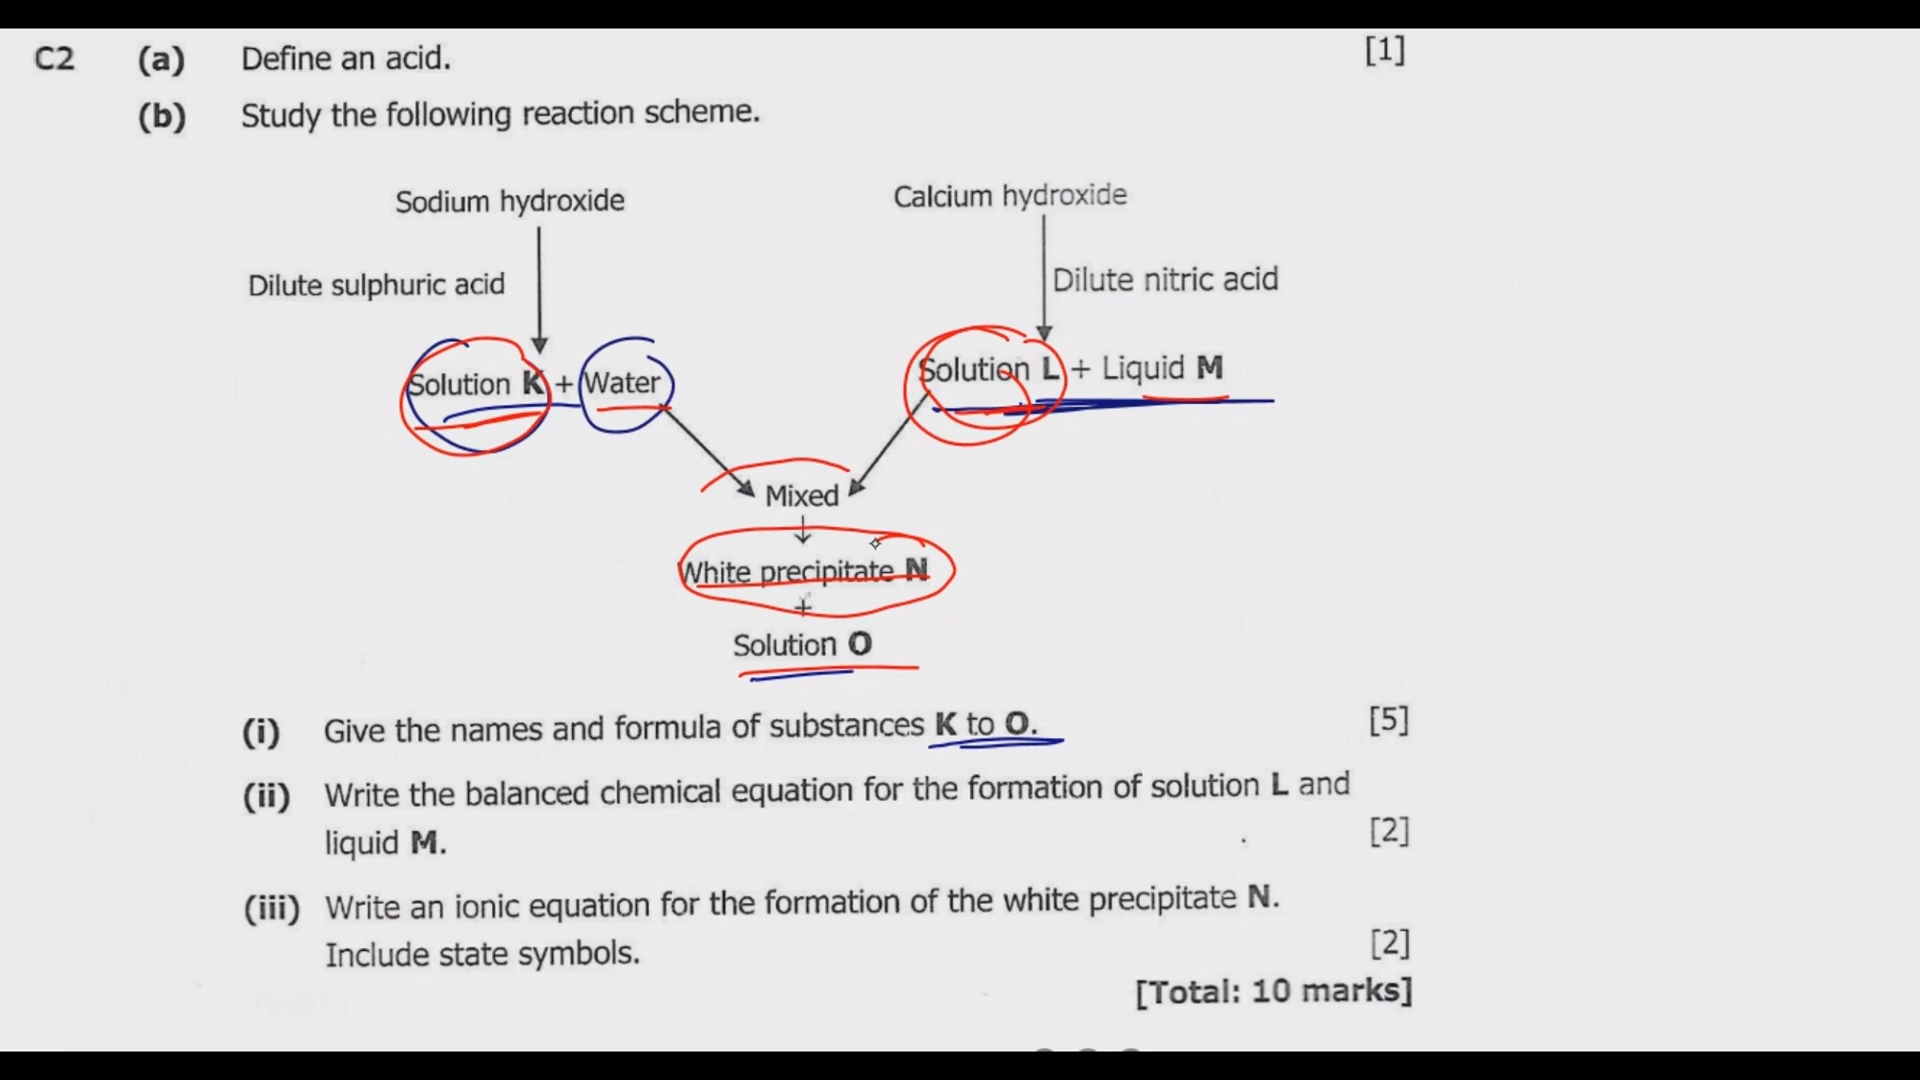 C2 (a) Define an acid. [1]
(b) Study the following reaction scheme.
Sodium hydroxide Calcium hydroxide
Dilute sulphuric acid Dilute nitric acid
Solution K + Water Solution L + Liquid M
Mixed
White precipitate N
+
Solution O
(i) Give the names and formula of substances K to O. [5]
(ii) Write the balanced chemical equation for the formation of solution L and
liquid M. [2]
(iii) Write an ionic equation for the formation of the white precipitate N.
Include state symbols. [2]
[Total: 10 marks]